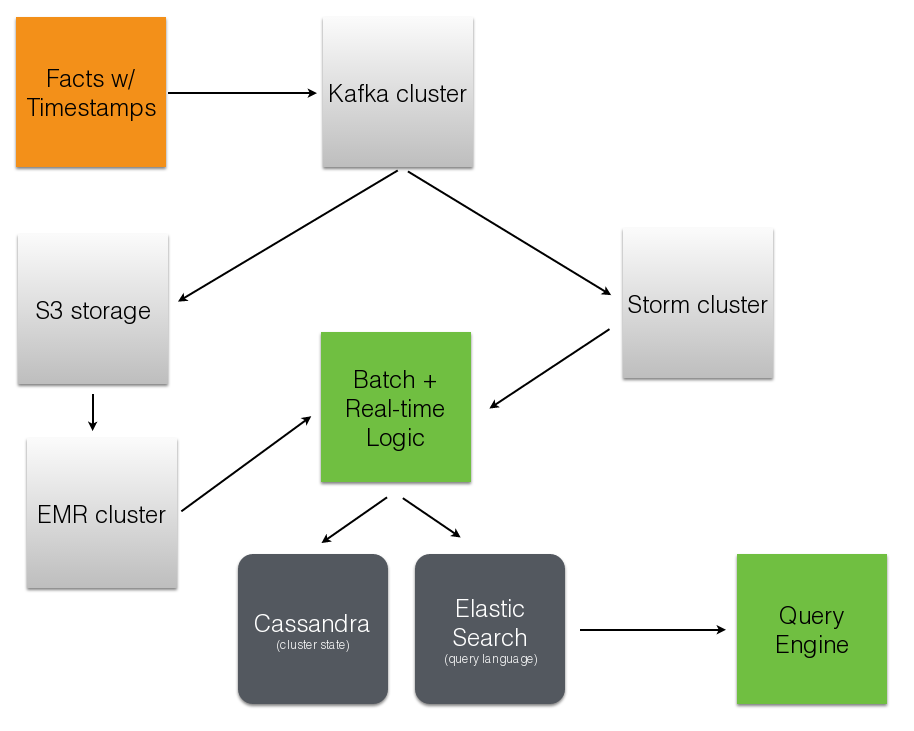 Facts w/
Timestamps
Kafka cluster
S3 storage
Storm cluster
Batch +
Real-time
Logic
EMR cluster
Cassandra
(cluster state)
Elastic
Search
(query language)
Query
Engine